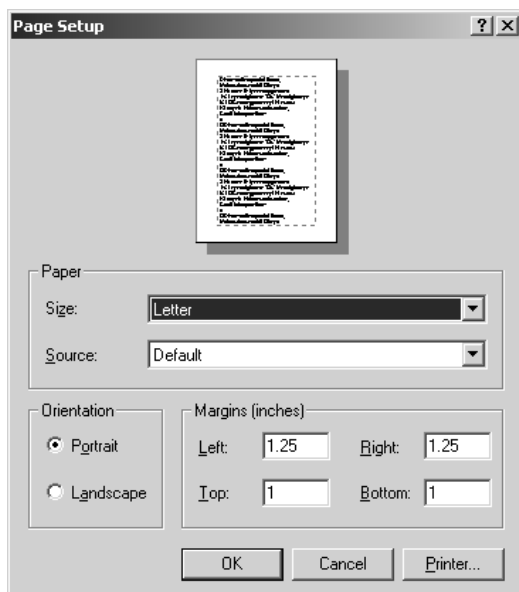 Page Setup
Paper
Size: Letter
Source: Default
Orientation
Portrait
Landscape
Margins (inches)
Left: 1.25 Right: 1.25
Top: 1 Bottom: 1
OK Cancel Printer...